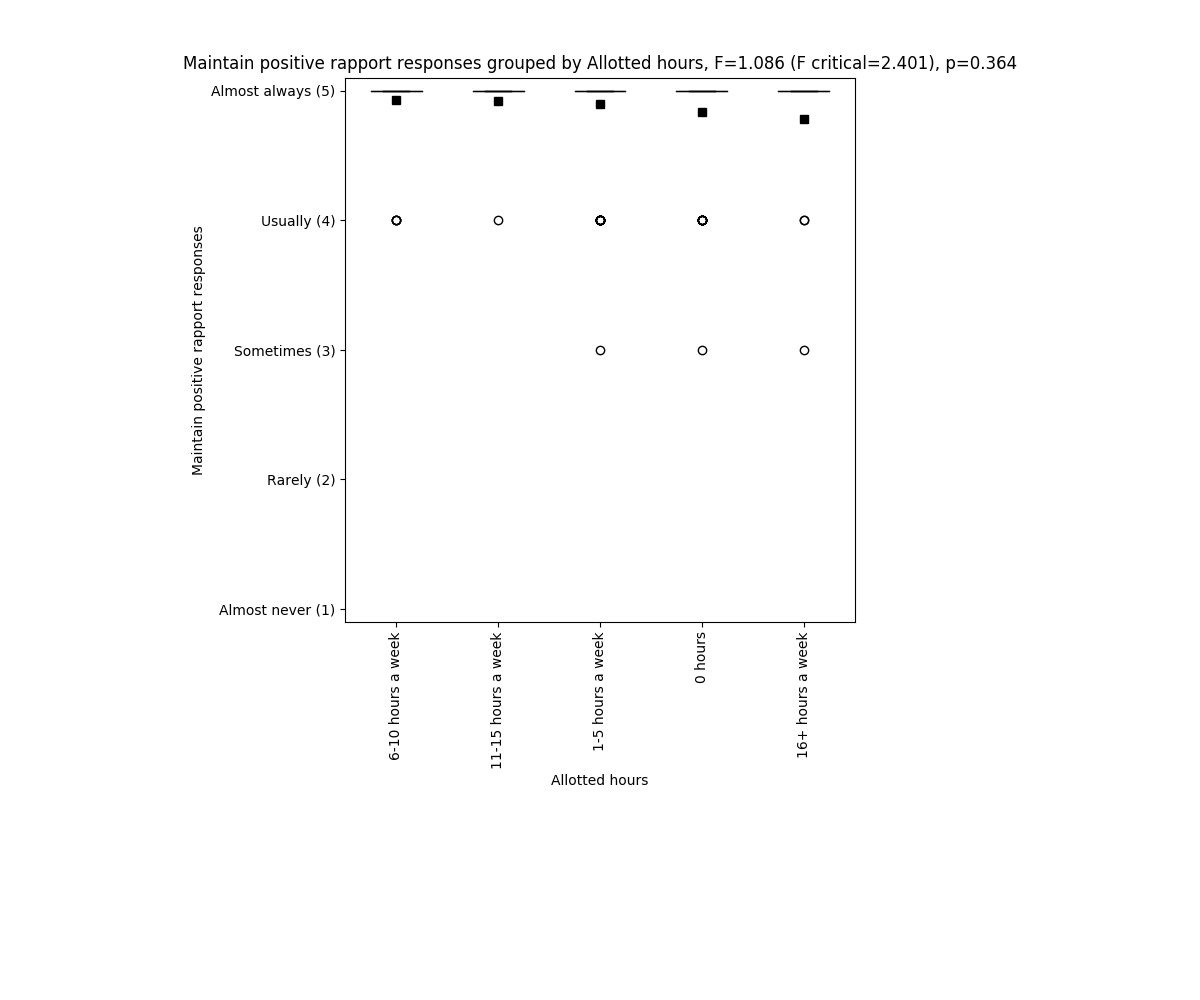 Maintain positive rapport responses grouped by Allotted hours, F=1.086 (F critical=2.401), p=0.364
Almost always (5)
Usually (4)
Sometimes (3)
Rarely (2)
Almost never (1)
Maintain positive rapport responses
6-10 hours a week
11-15 hours a week
1-5 hours a week
0 hours
16+ hours a week
Allotted hours